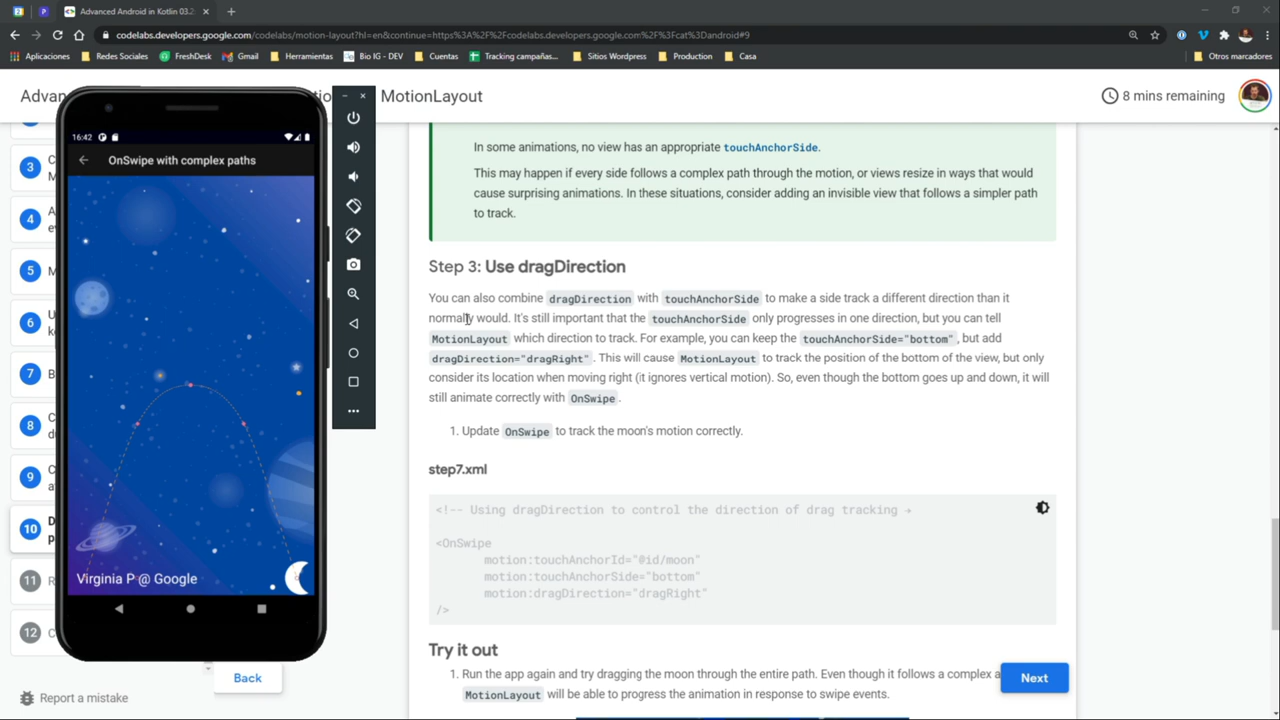 Advanced Android in Kotlin 03.2
codelabs.developers.google.com/codelabs/motion-layout?hl=en&continue=https%3A%2F%2Fcodelabs.developers.google.com%2F%3Fcat%3Dandroid#9
Aplicaciones
Redes Sociales
FreshDesk
Gmail
Herramientas
Bio IG - DEV
Cuentas
Tracking campañas...
Sitios Wordpress
Production
Casa
Otros marcadores
MotionLayout
8 mins remaining
3
4
5
6
7
8
9
10
11
12
16:42
OnSwipe with complex paths
Virginia P @ Google
In some animations, no view has an appropriate touchAnchorSide.
This may happen if every side follows a complex path through the motion, or views resize in ways that would
cause surprising animations. In these situations, consider adding an invisible view that follows a simpler path
to track.
Step 3: Use dragDirection
You can also combine dragDirection with touchAnchorSide to make a side track a different direction than it
normally would. It's still important that the touchAnchorSide only progresses in one direction, but you can tell
MotionLayout which direction to track. For example, you can keep the touchAnchorSide="bottom", but add
dragDirection="dragRight". This will cause MotionLayout to track the position of the bottom of the view, but only
consider its location when moving right (it ignores vertical motion). So, even though the bottom goes up and down, it will
still animate correctly with OnSwipe.
1. Update OnSwipe to track the moon's motion correctly.
step7.xml
<!-- Using dragDirection to control the direction of drag tracking →
<OnSwipe
motion:touchAnchorId="@id/moon"
motion:touchAnchorSide="bottom"
motion:dragDirection="dragRight"
/>
Try it out
1. Run the app again and try dragging the moon through the entire path. Even though it follows a complex a
MotionLayout will be able to progress the animation in response to swipe events.
Back
Next
Report a mistake